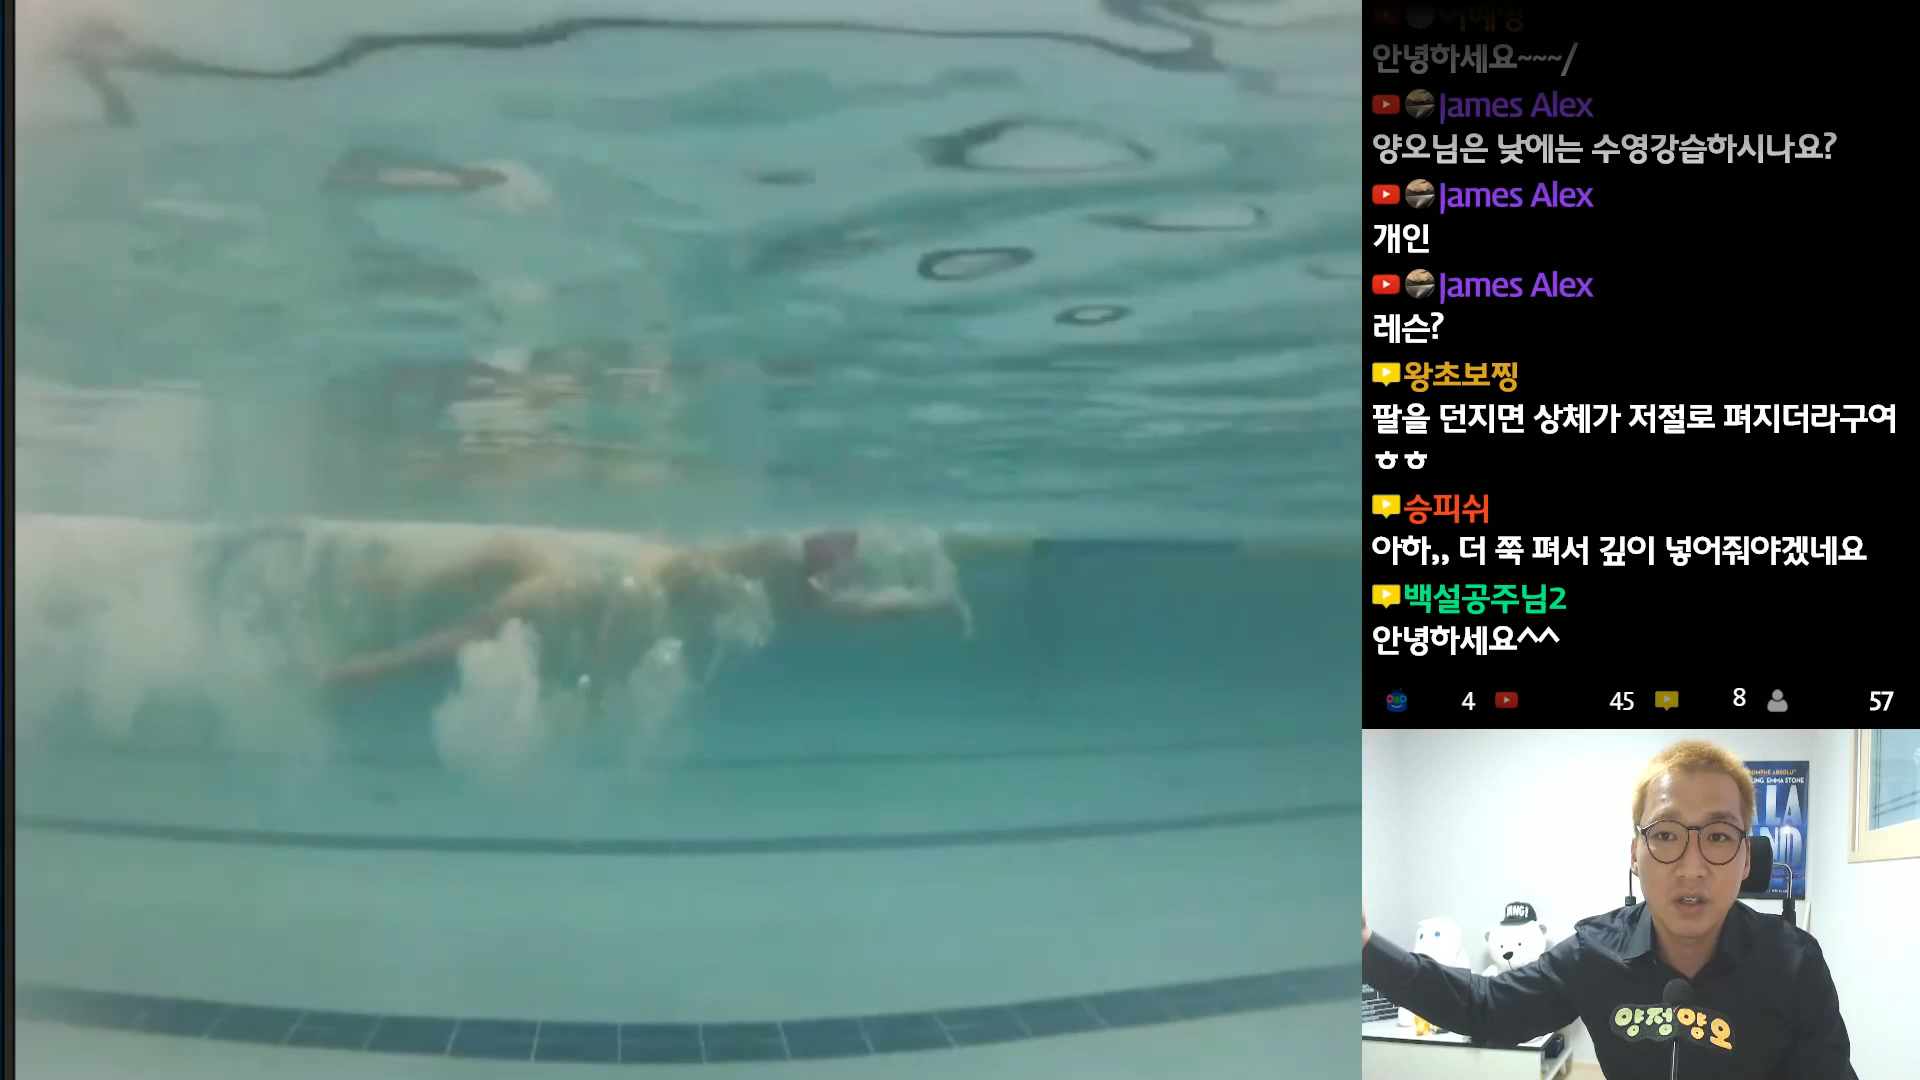 안녕하세요~~~/
James Alex
양오님은 낮에는 수영강습하시나요?
James Alex
개인
James Alex
레슨?
왕초보찡
팔을 던지면 상체가 저절로 펴지더라구여
ㅎㅎ
승피쉬
아하,, 더 쭉 펴서 깊이 넣어줘야겠네요
백설공주님2
안녕하세요^^
4 45 8 57
EMMA STONE
LA
양정양오